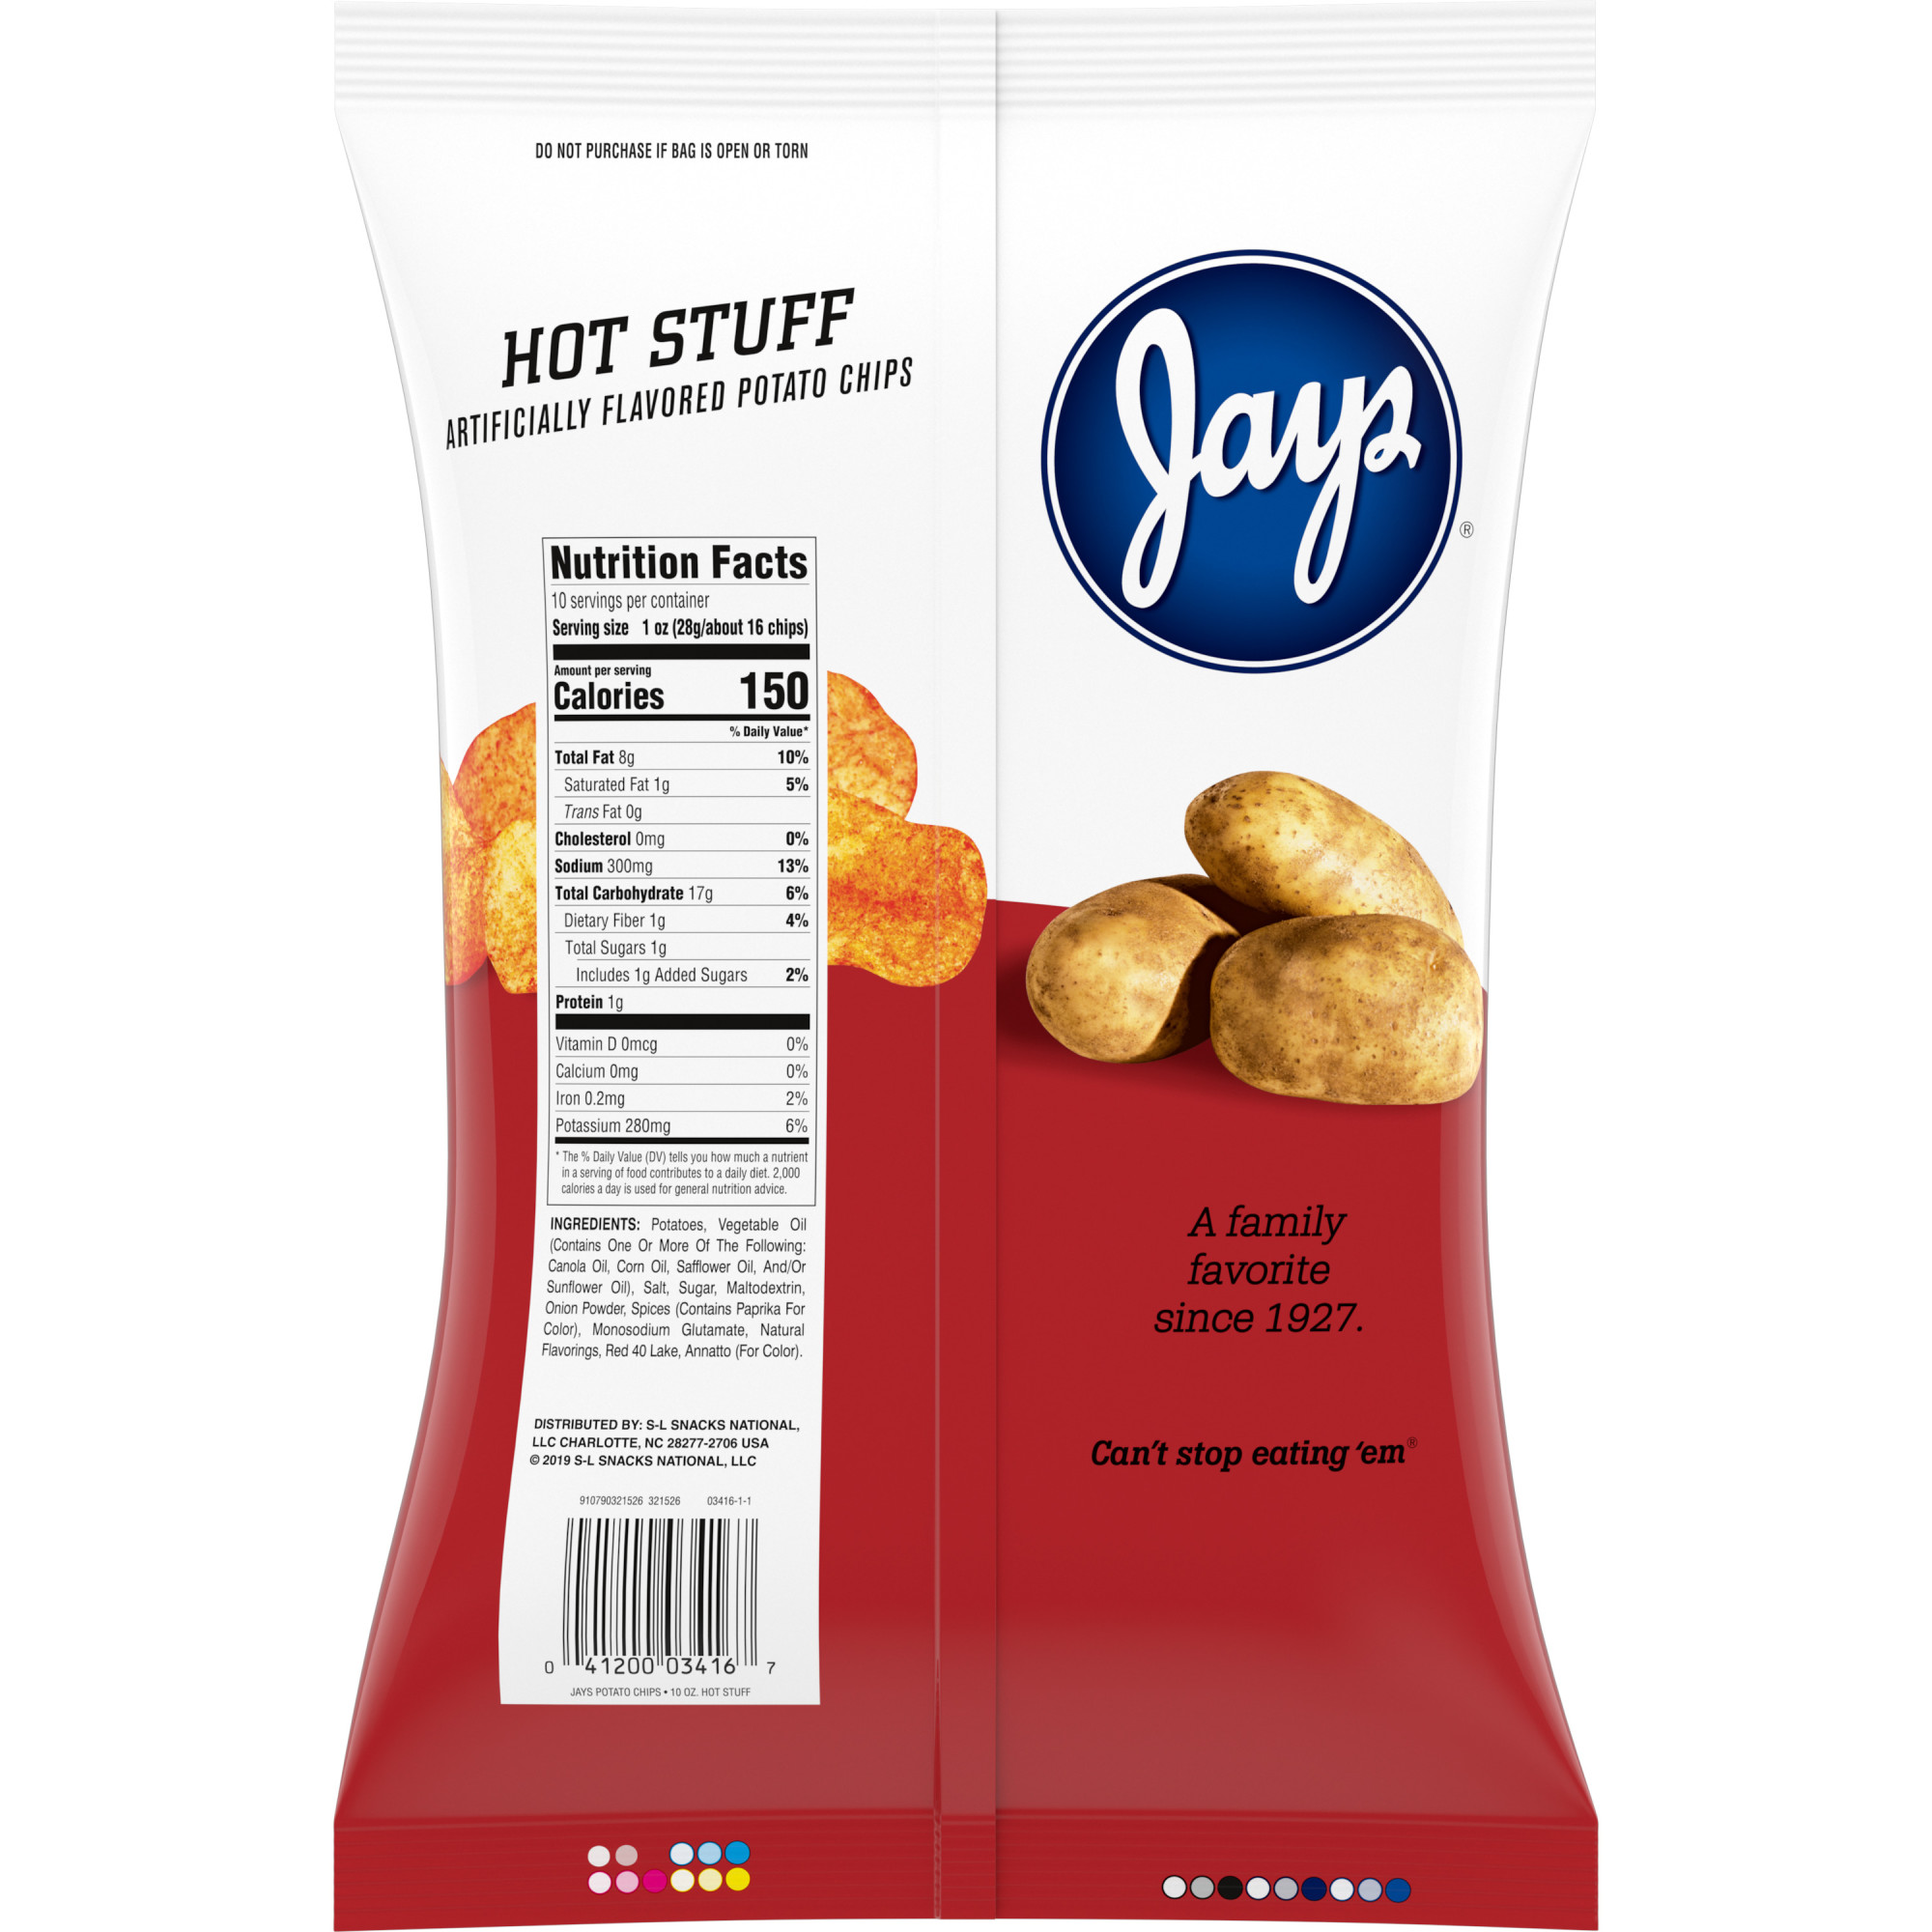 DO NOT PURCHASE IF BAG IS OPEN OR TORN
HOT STUFF
ARTIFICIALLY FLAVORED POTATO CHIPS
Nutrition Facts
10 servings per container
Serving size 1 oz (28g/about 16 chips)
Amount per serving
Calories 150
% Daily Value*
Total Fat 8g 10%
Saturated Fat 1g 5%
Trans Fat 0g
Cholesterol 0mg 0%
Sodium 300mg 13%
Total Carbohydrate 17g 6%
Dietary Fiber 1g 4%
Total Sugars 1g
Includes 1g Added Sugars 2%
Protein 1g
Vitamin D 0mcg 0%
Calcium 0mg 0%
Iron 0.2mg 2%
Potassium 280mg 6%
* The % Daily Value (DV) tells you how much a nutrient
in a serving of food contributes to a daily diet. 2,000
calories a day is used for general nutrition advice.
INGREDIENTS: Potatoes, Vegetable Oil
(Contains One Or More Of The Following:
Canola Oil, Corn Oil, Safflower Oil, And/Or
Sunflower Oil), Salt, Sugar, Maltodextrin,
Onion Powder, Spices (Contains Paprika For
Color), Monosodium Glutamate, Natural
Flavorings, Red 40 Lake, Annatto (For Color).
DISTRIBUTED BY: S-L SNACKS NATIONAL,
LLC CHARLOTTE, NC 28277-2706 USA
© 2019 S-L SNACKS NATIONAL, LLC
910790321526 321526 03416-1-1
0 41200 03416 7
JAYS POTATO CHIPS • 10 OZ. HOT STUFF
Jays
®
A family
favorite
since 1927.
Can't stop eating 'em®